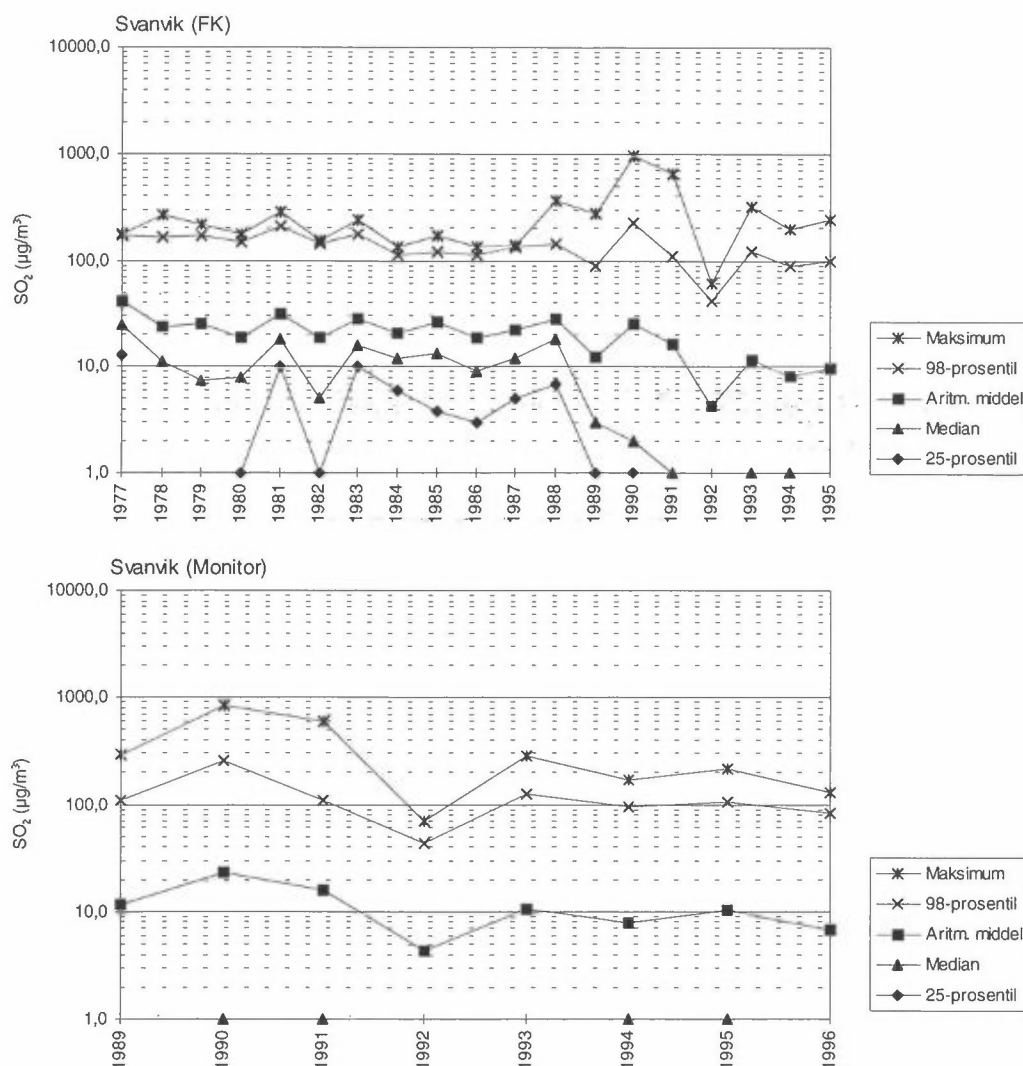 Svanvik (FK)
10000,0
1000,0
100,0
10,0
1,0
SO₂ (µg/m³)
1977
1978
1979
1980
1981
1982
1983
1984
1985
1986
1987
1988
1989
1990
1991
1992
1993
1994
1995
Maksimum
98-prosentil
Aritm. middel
Median
25-prosentil
Svanvik (Monitor)
10000,0
1000,0
100,0
10,0
1,0
SO₂ (µg/m³)
1989
1990
1991
1992
1993
1994
1995
1996
Maksimum
98-prosentil
Aritm. middel
Median
25-prosentil